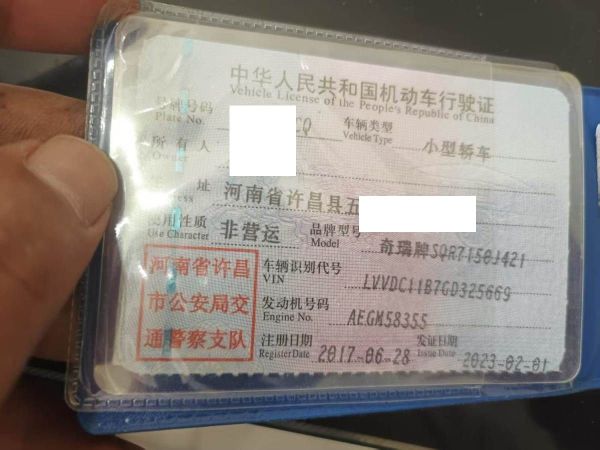 中华人民共和国机动车行驶证
Vehicle License of the People's Republic of China
号牌号码 CQ 车辆类型 小型轿车
Plate No. Vehicle Type
所有人
Owner
址 河南省许昌县五
使用性质 非营运 品牌型号 奇瑞牌SQR7150J421
Use Character Model
河南省许昌 车辆识别代号 LVVDC11B7GD325669
VIN
市公安局交 发动机号码 AEGM58355
Engine No.
通警察支队 注册日期 2017-06-28 发证日期 2023-02-01
Register Date Issue Date